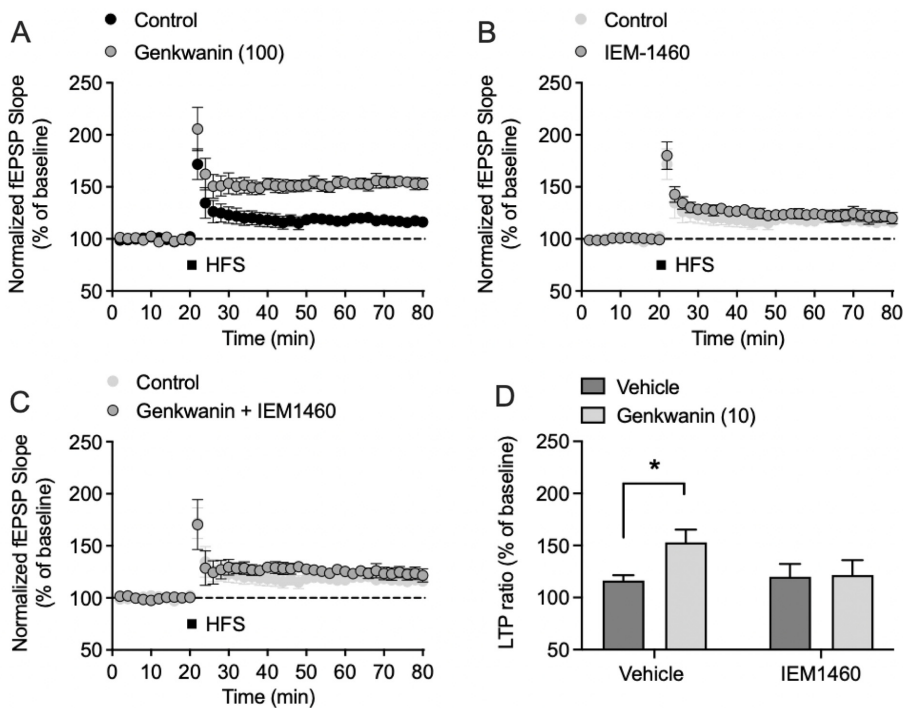 A
Control
Genkwanin (100)
Normalized fEPSP Slope
(% of baseline)
250
200
150
100
50
HFS
0 10 20 30 40 50 60 70 80
Time (min)
B
Control
IEM-1460
Normalized fEPSP Slope
(% of baseline)
250
200
150
100
50
HFS
0 10 20 30 40 50 60 70 80
Time (min)
C
Control
Genkwanin + IEM1460
Normalized fEPSP Slope
(% of baseline)
250
200
150
100
50
HFS
0 10 20 30 40 50 60 70 80
Time (min)
D
Vehicle
Genkwanin (10)
LTP ratio (% of baseline)
250
200
150
100
50
*
Vehicle IEM1460